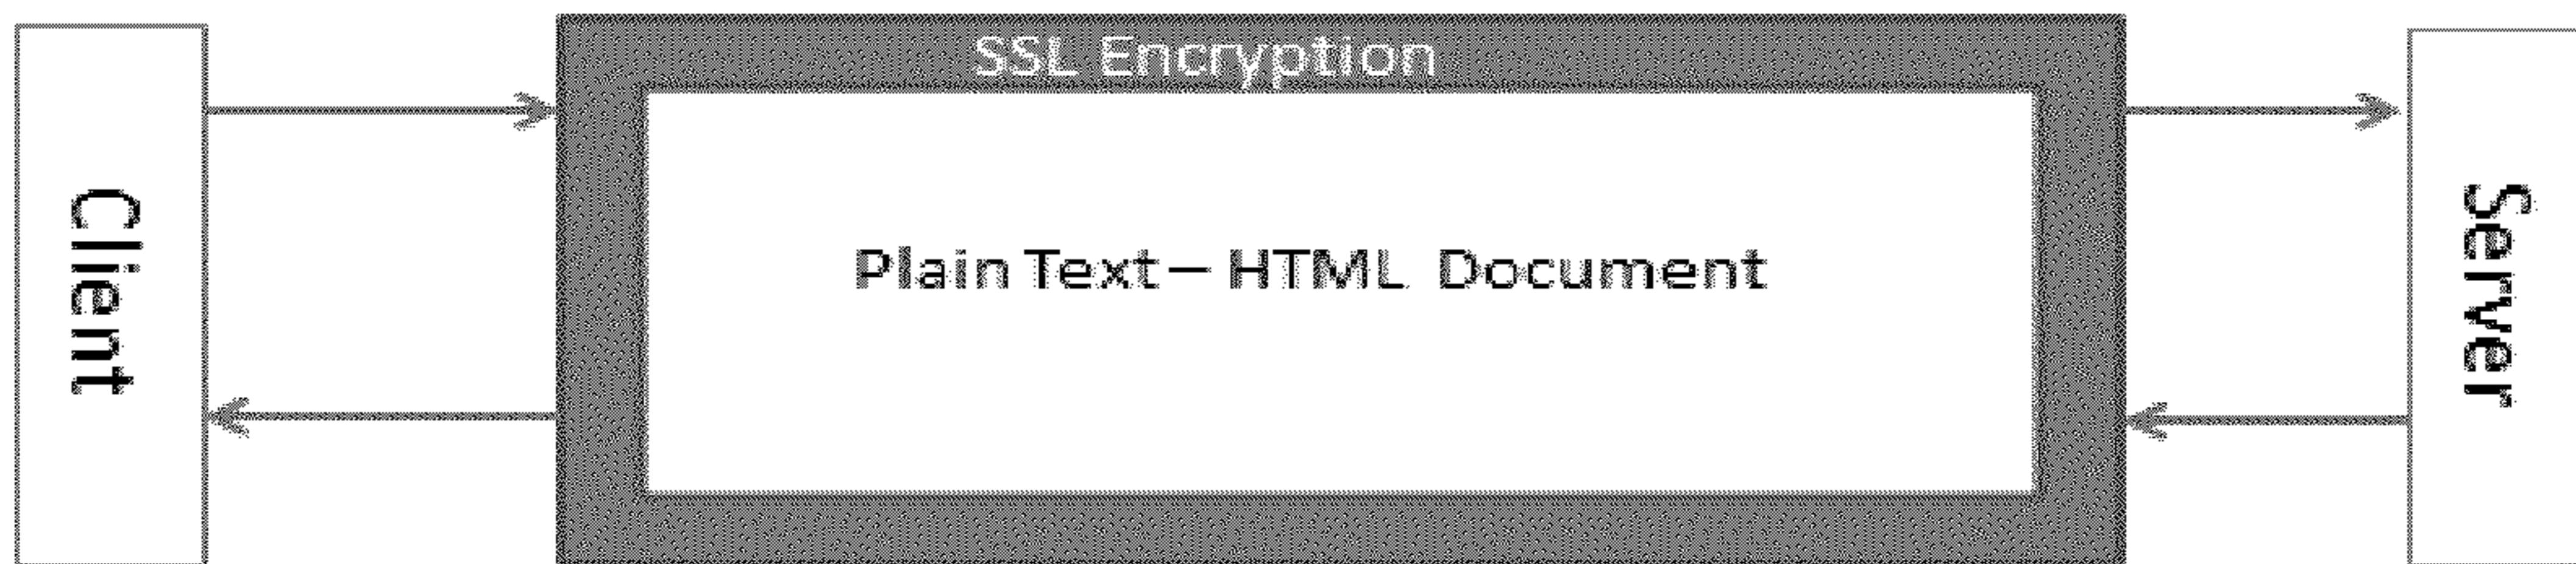 SSL Encryption
Client
Plain Text – HTML Document
Server